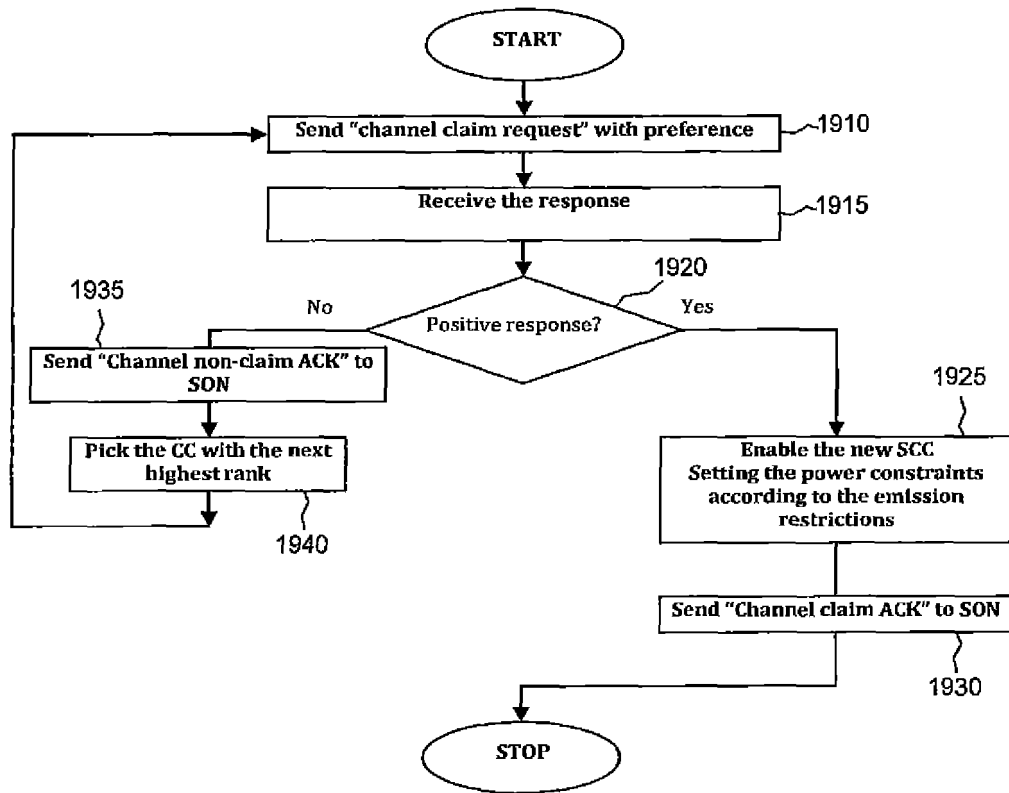 START
Send "channel claim request" with preference
1910
Receive the response
1915
1920
Positive response?
No
Yes
1935
Send "Channel non-claim ACK" to
SON
Pick the CC with the next
highest rank
1940
1925
Enable the new SCC
Setting the power constraints
according to the emission
restrictions
Send "Channel claim ACK" to SON
1930
STOP